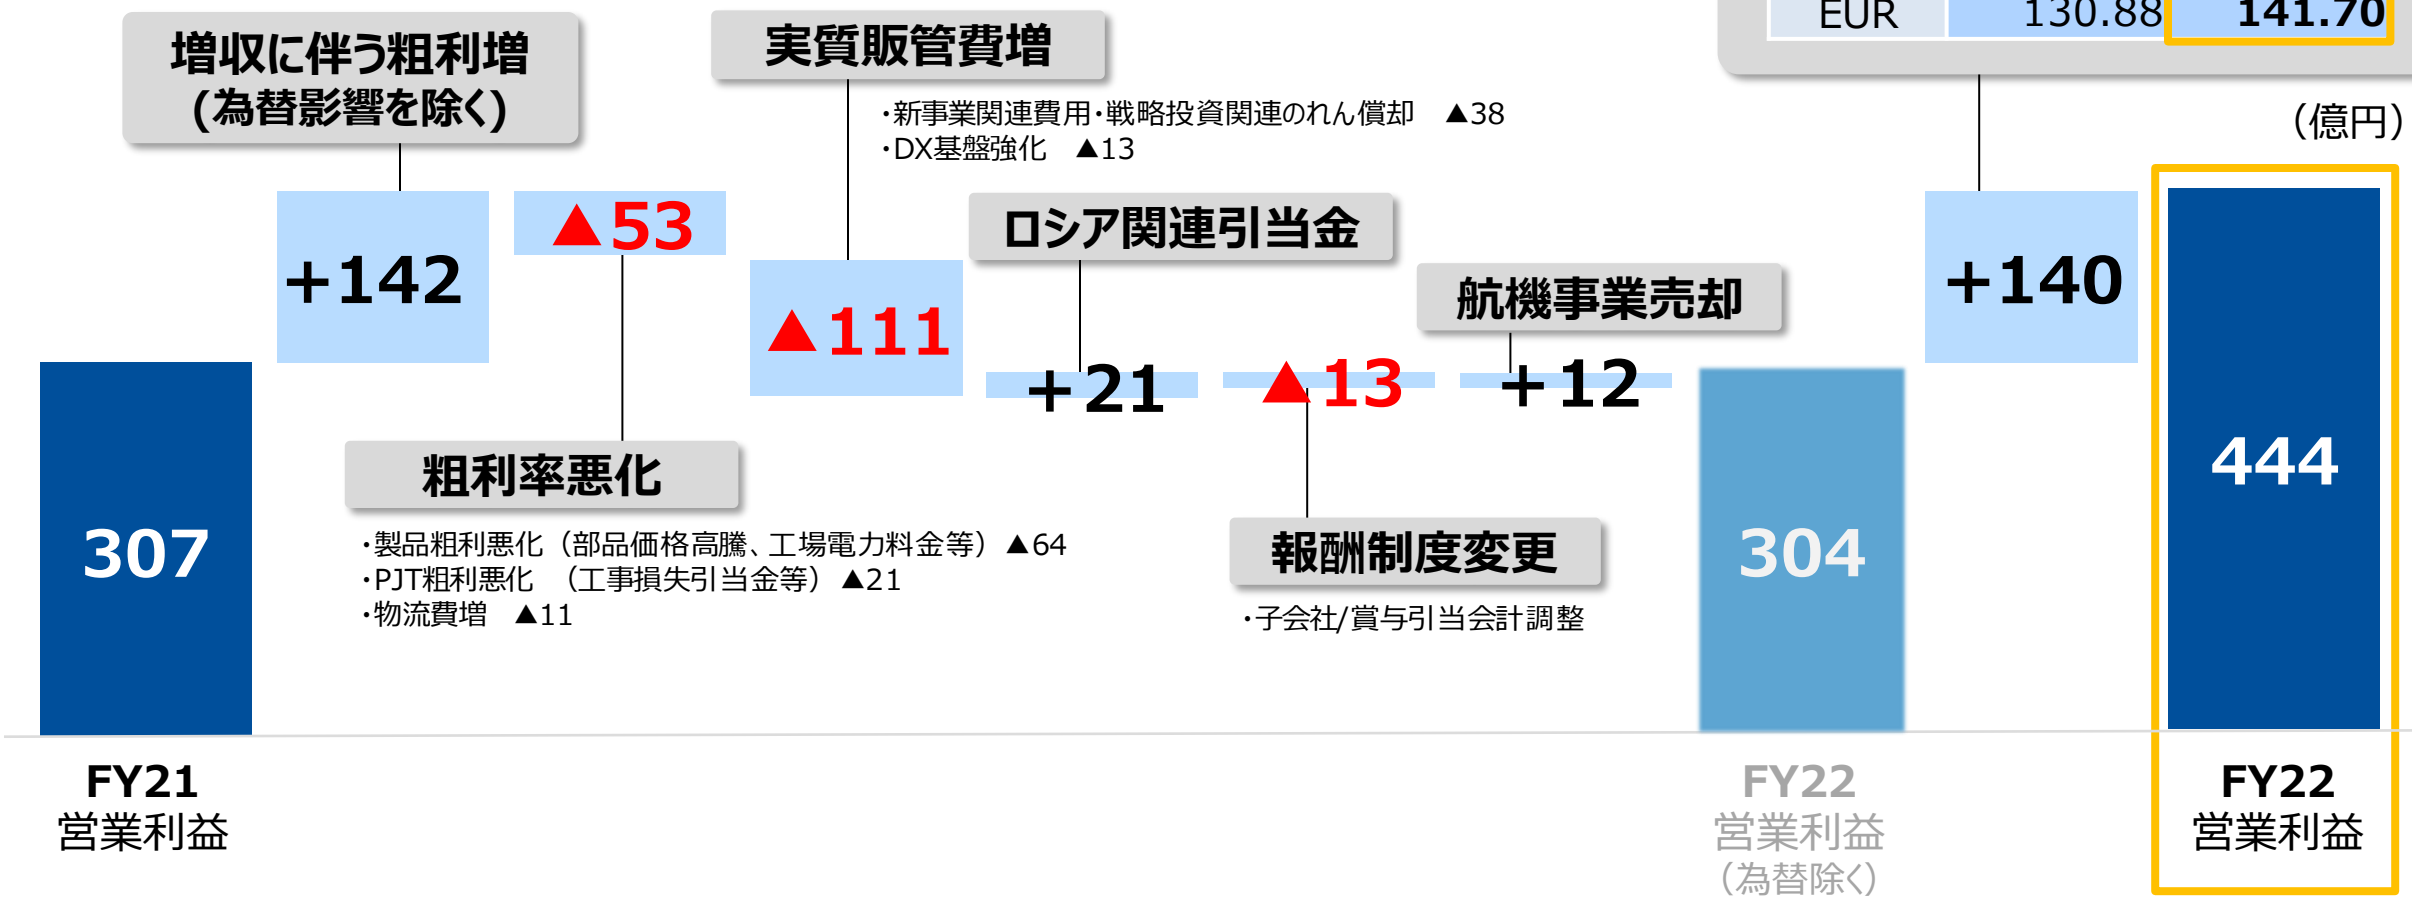 増収に伴う粗利増
(為替影響を除く)
実質販管費増
・新事業関連費用・戦略投資関連のれん償却　▲38
・DX基盤強化　▲13
EUR 130.88 141.70
（億円）
+142
▲53
▲111
ロシア関連引当金
+21
▲13
航機事業売却
+12
+140
粗利率悪化
・製品粗利悪化（部品価格高騰、工場電力料金等）▲64
・PJT粗利悪化　（工事損失引当金等）▲21
・物流費増　▲11
報酬制度変更
・子会社/賞与引当会計調整
307
304
444
FY21
営業利益
FY22
営業利益
（為替除く）
FY22
営業利益